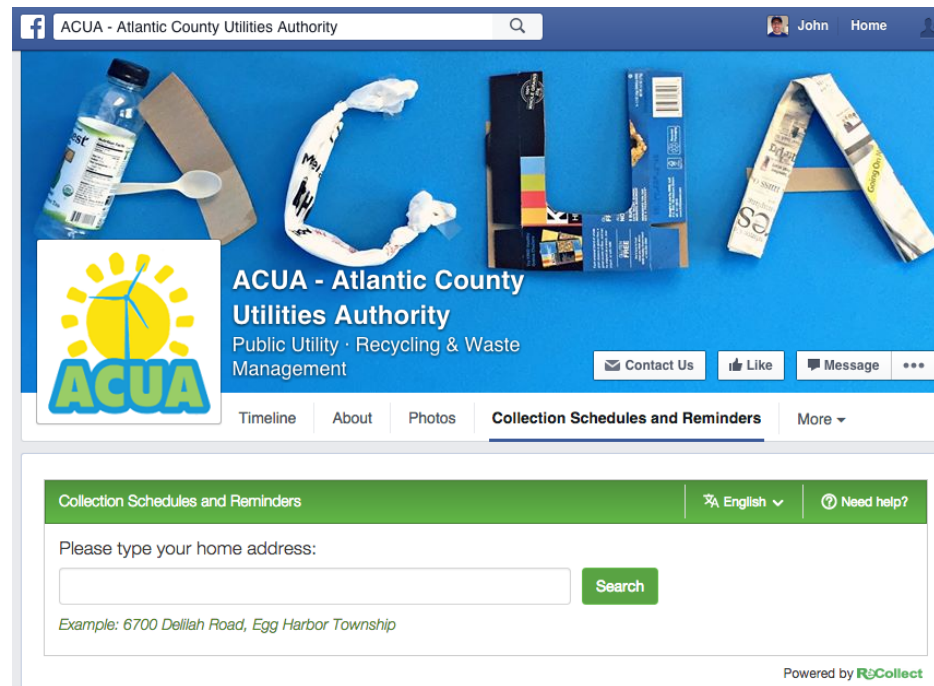 ACUA - Atlantic County Utilities Authority
John Home
ACUA
ACUA - Atlantic County
Utilities Authority
Public Utility · Recycling & Waste
Management
Contact Us Like Message •••
ACUA
Timeline About Photos Collection Schedules and Reminders More
Collection Schedules and Reminders English Need help?
Please type your home address:
Search
Example: 6700 Delilah Road, Egg Harbor Township
Powered by ReCollect